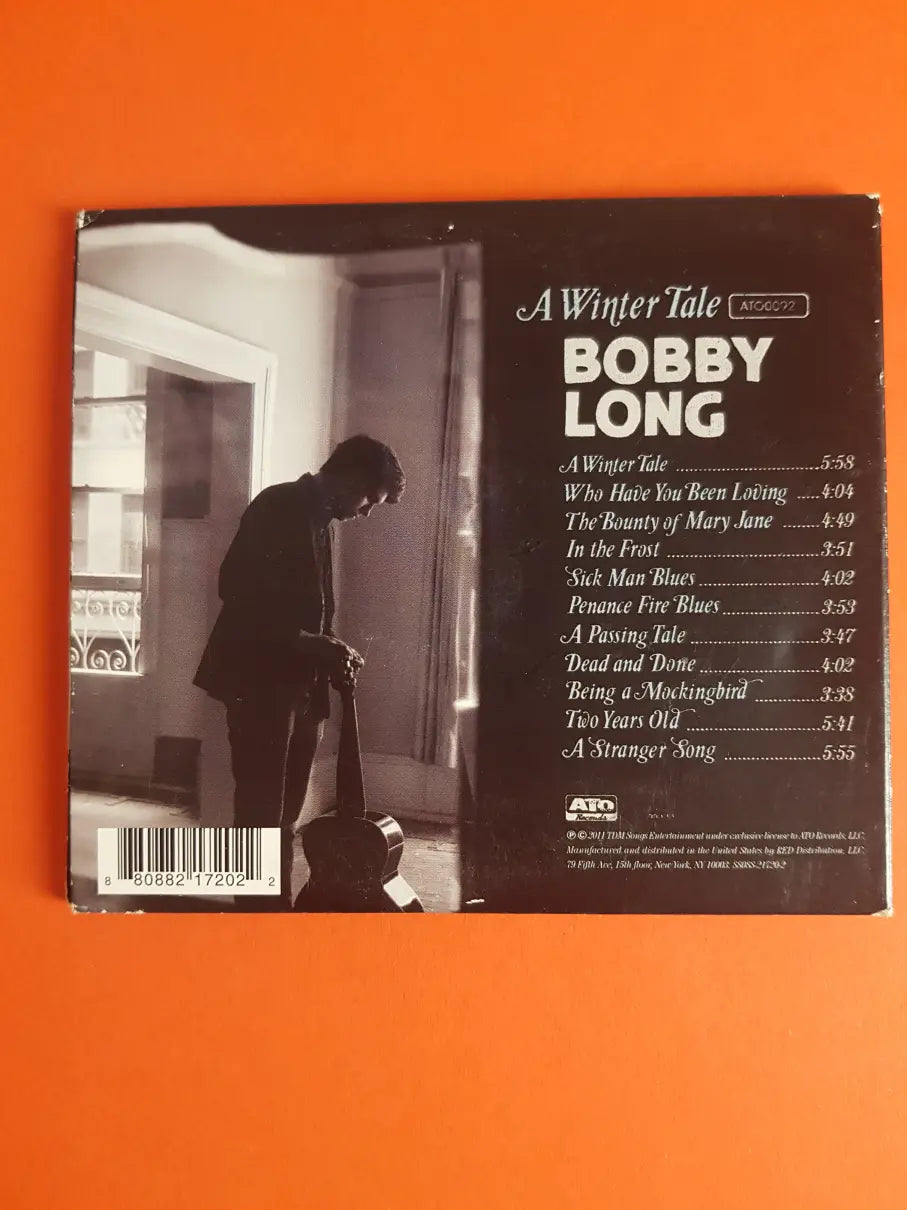 A Winter Tale ATO0092
BOBBY
LONG
A Winter Tale 5:58
Who Have You Been Loving 4:04
The Bounty of Mary Jane 4:49
In the Frost 3:51
Sick Man Blues 4:02
Penance Fire Blues 3:53
A Passing Tale 3:47
Dead and Done 4:02
Being a Mockingbird 3:38
Two Years Old 5:41
A Stranger Song 5:55
ATO
Records
℗ © 2011 TDM Songs Entertainment under exclusive license to ATO Records, LLC.
Manufactured and distributed in the United States by RED Distribution, LLC.
79 Fifth Ave, 15th floor, New York, NY 10003. 88088-21720-2
8 80882 17202 2